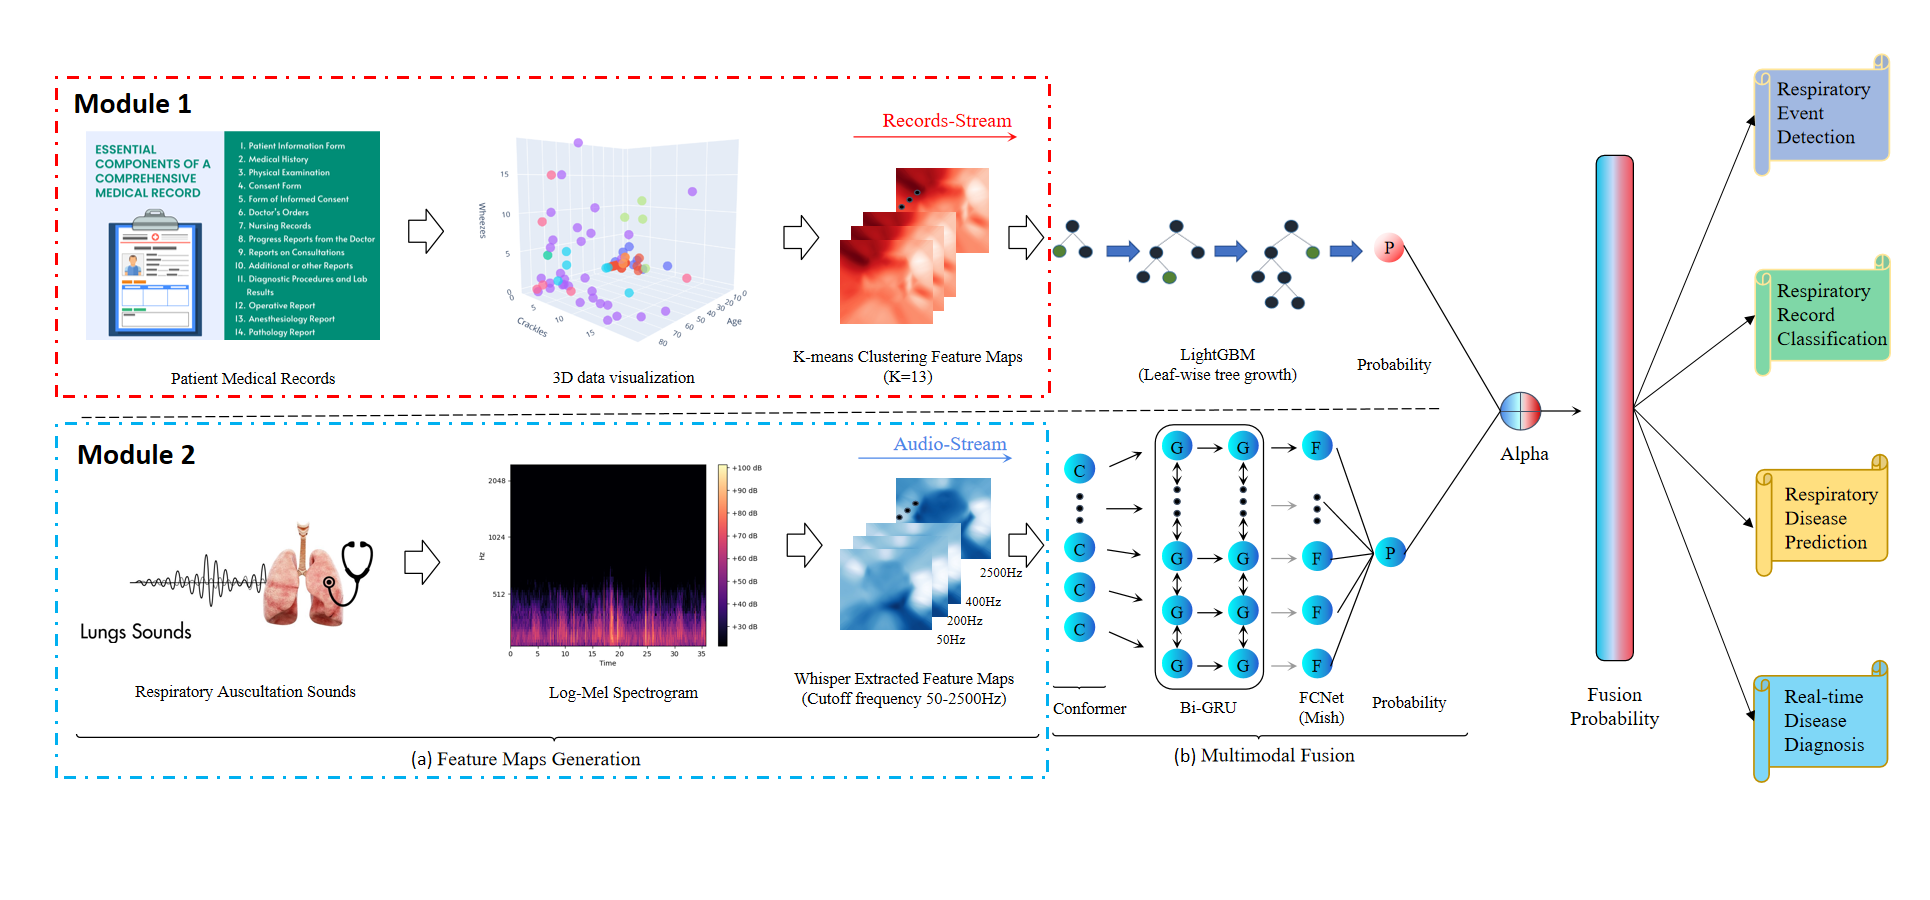 Module 1
ESSENTIAL
COMPONENTS OF A
COMPREHENSIVE
MEDICAL RECORD
1. Patient Information Form
2. Medical History
3. Physical Examination
4. Consent Form
5. Form of Informed Consent
6. Doctor's Orders
7. Nursing Records
8. Progress Reports from the Doctor
9. Reports on Consultations
10. Additional or other Reports
11. Diagnostic Procedures and Lab
Results
12. Operative Report
13. Anesthesiology Report
14. Pathology Report
Patient Medical Records
Wheezes
15
10
5
0
0
5
10
15
Crackles
0
10
20
30
40
50
60
70
80
Age
3D data visualization
Records-Stream
K-means Clustering Feature Maps
(K=13)
LightGBM
(Leaf-wise tree growth)
P
Probability
Module 2
Lungs Sounds
Respiratory Auscultation Sounds
2048
1024
512
Hz
0 5 10 15 20 25 30 35
Time
+100 dB
+90 dB
+80 dB
+70 dB
+60 dB
+50 dB
+40 dB
+30 dB
Log-Mel Spectrogram
Audio-Stream
2500Hz
400Hz
200Hz
50Hz
Whisper Extracted Feature Maps
(Cutoff frequency 50-2500Hz)
(a) Feature Maps Generation
C
C
C
C
Conformer
G G
G G
G G
G G
Bi-GRU
F
F
F
F
FCNet
(Mish)
P
Probability
(b) Multimodal Fusion
Alpha
Fusion
Probability
Respiratory
Event
Detection
Respiratory
Record
Classification
Respiratory
Disease
Prediction
Real-time
Disease
Diagnosis